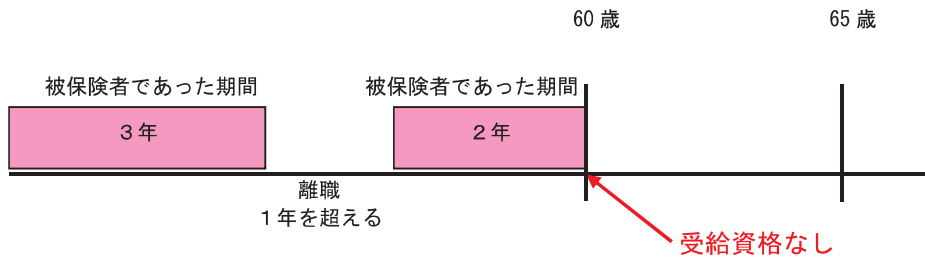 60 歳
65 歳
被保険者であった期間
被保険者であった期間
3 年
2 年
離職
1 年を超える
受給資格なし